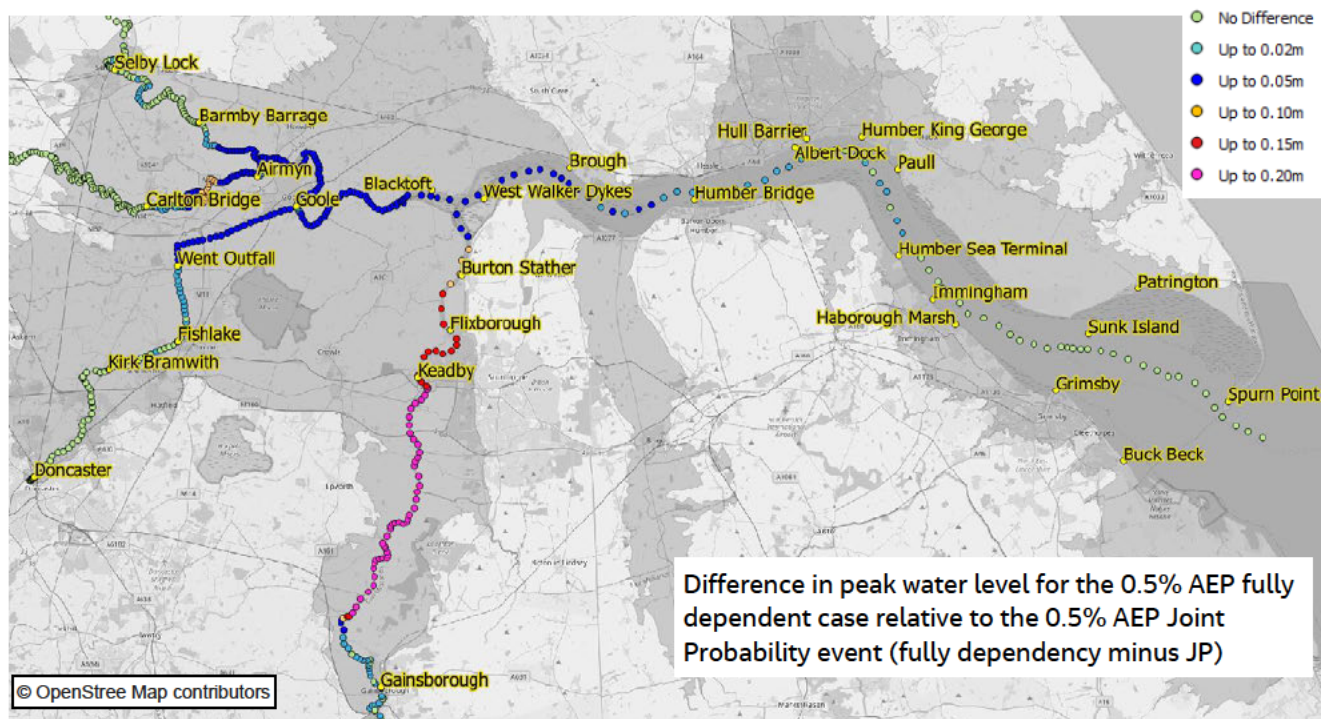 No Difference
Up to 0.02m
Up to 0.05m
Up to 0.10m
Up to 0.15m
Up to 0.20m
Selby Lock
Barmby Barrage
Airmyn
Carlton Bridge
Goole
Blacktoft
Brough
West Walker Dykes
Hull Barrier
Humber King George
Albert Dock
Paull
Humber Bridge
Went Outfall
Burton Stather
Humber Sea Terminal
Immingham
Patrington
Haborough Marsh
Sunk Island
Flixborough
Fishlake
Kirk Bramwith
Keadby
Grimsby
Spurn Point
Doncaster
Buck Beck
Gainsborough
Difference in peak water level for the 0.5% AEP fully
dependent case relative to the 0.5% AEP Joint
Probability event (fully dependency minus JP)
© OpenStree Map contributors